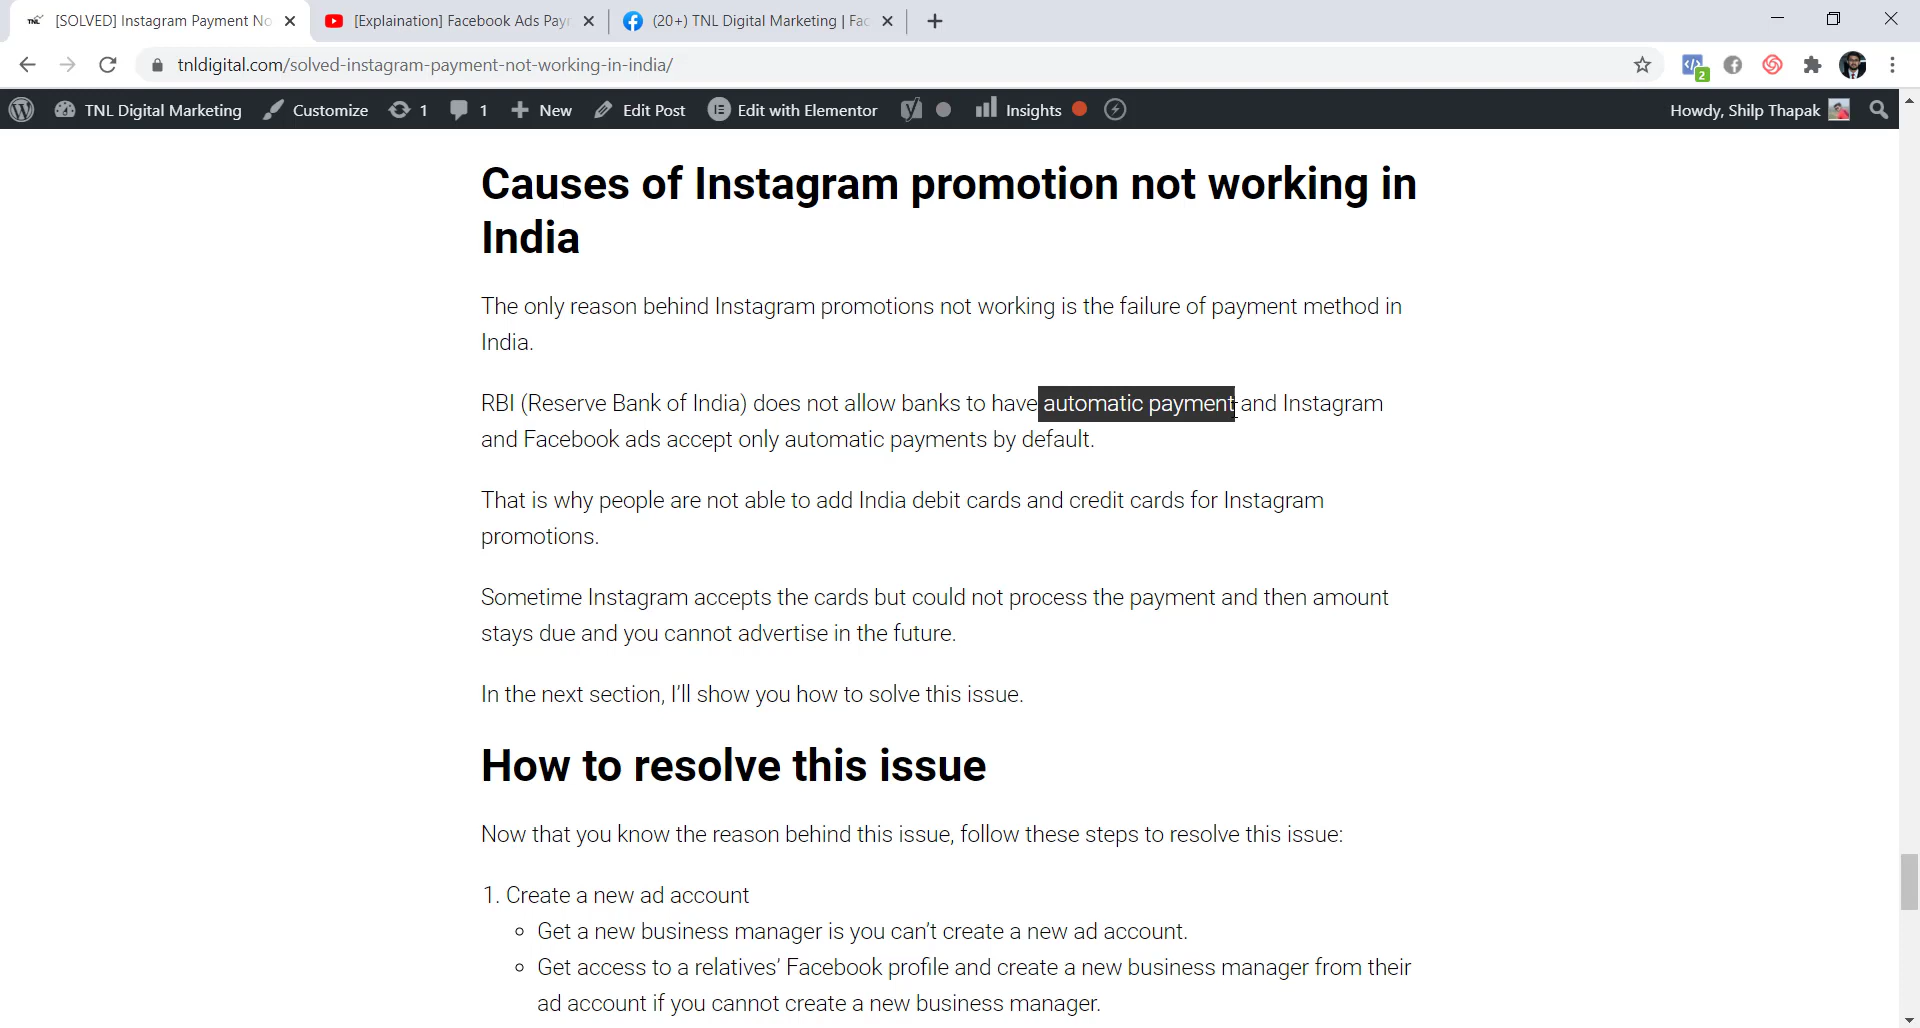 [SOLVED] Instagram Payment No
[Explaination] Facebook Ads Payr
(20+) TNL Digital Marketing | Fac
tnldigital.com/solved-instagram-payment-not-working-in-india/
2
TNL Digital Marketing
Customize
1
1
New
Edit Post
Edit with Elementor
Insights
Howdy, Shilp Thapak
Causes of Instagram promotion not working in
India
The only reason behind Instagram promotions not working is the failure of payment method in
India.
RBI (Reserve Bank of India) does not allow banks to have automatic payment and Instagram
and Facebook ads accept only automatic payments by default.
That is why people are not able to add India debit cards and credit cards for Instagram
promotions.
Sometime Instagram accepts the cards but could not process the payment and then amount
stays due and you cannot advertise in the future.
In the next section, I’ll show you how to solve this issue.
How to resolve this issue
Now that you know the reason behind this issue, follow these steps to resolve this issue:
1. Create a new ad account
Get a new business manager is you can’t create a new ad account.
Get access to a relatives’ Facebook profile and create a new business manager from their
ad account if you cannot create a new business manager.